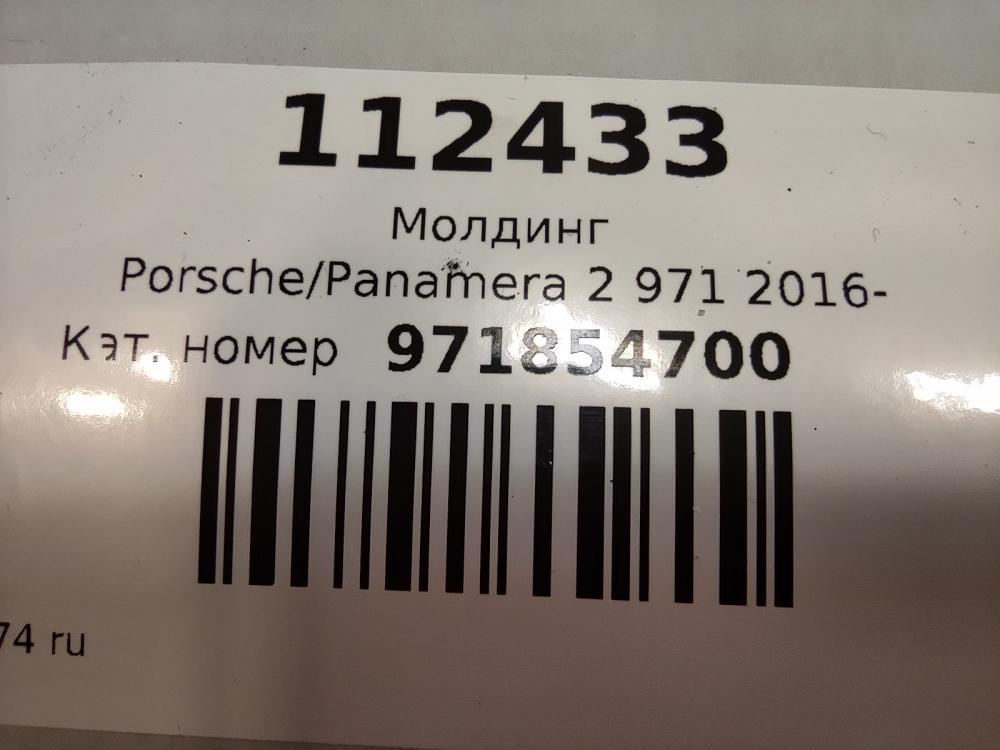 112433
Молдинг
Porsche/Panamera 2 971 2016-
Кат. номер 971854700
74 ru